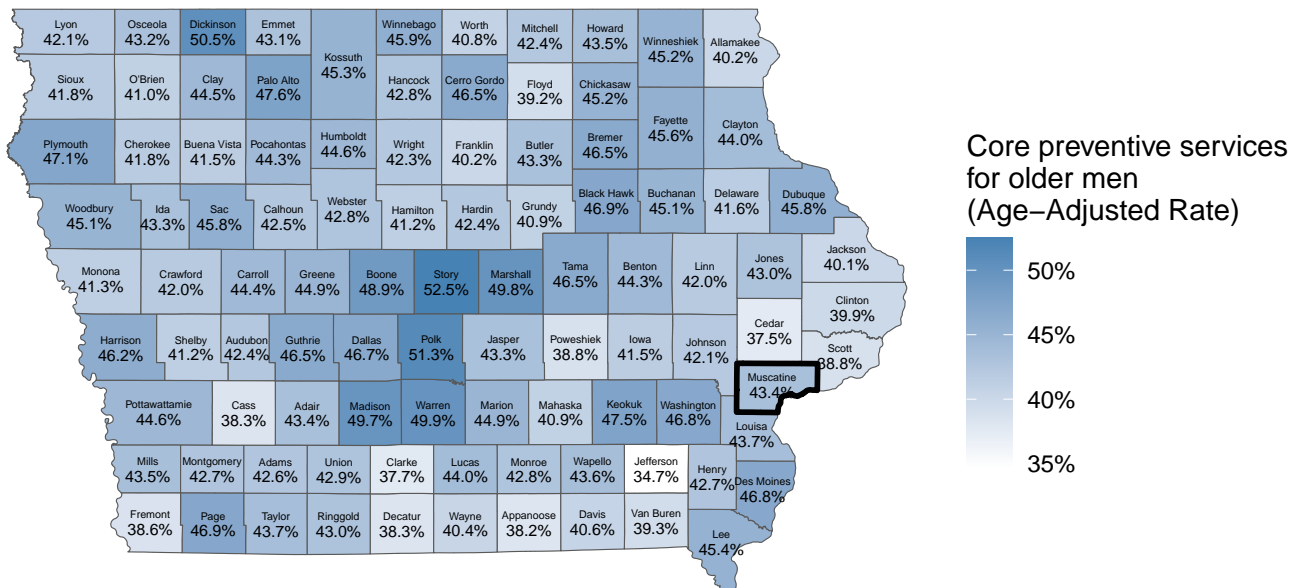 Lyon
42.1%
Osceola
43.2%
Dickinson
50.5%
Emmet
43.1%
Kossuth
45.3%
Winnebago
45.9%
Worth
40.8%
Mitchell
42.4%
Howard
43.5%
Winneshiek
45.2%
Allamakee
40.2%
Sioux
41.8%
O'Brien
41.0%
Clay
44.5%
Palo Alto
47.6%
Hancock
42.8%
Cerro Gordo
46.5%
Floyd
39.2%
Chickasaw
45.2%
Fayette
45.6%
Clayton
44.0%
Plymouth
47.1%
Cherokee
41.8%
Buena Vista
41.5%
Pocahontas
44.3%
Humboldt
44.6%
Wright
42.3%
Franklin
40.2%
Butler
43.3%
Bremer
46.5%
Woodbury
45.1%
Ida
43.3%
Sac
45.8%
Calhoun
42.5%
Webster
42.8%
Hamilton
41.2%
Hardin
42.4%
Grundy
40.9%
Black Hawk
46.9%
Buchanan
45.1%
Delaware
41.6%
Dubuque
45.8%
Monona
41.3%
Crawford
42.0%
Carroll
44.4%
Greene
44.9%
Boone
48.9%
Story
52.5%
Marshall
49.8%
Tama
46.5%
Benton
44.3%
Linn
42.0%
Jones
43.0%
Jackson
40.1%
Clinton
39.9%
Harrison
46.2%
Shelby
41.2%
Audubon
42.4%
Guthrie
46.5%
Dallas
46.7%
Polk
51.3%
Jasper
43.3%
Poweshiek
38.8%
Iowa
41.5%
Johnson
42.1%
Cedar
37.5%
Scott
38.8%
Muscatine
43.4%
Pottawattamie
44.6%
Cass
38.3%
Adair
43.4%
Madison
49.7%
Warren
49.9%
Marion
44.9%
Mahaska
40.9%
Keokuk
47.5%
Washington
46.8%
Louisa
43.7%
Mills
43.5%
Montgomery
42.7%
Adams
42.6%
Union
42.9%
Clarke
37.7%
Lucas
44.0%
Monroe
42.8%
Wapello
43.6%
Jefferson
34.7%
Henry
42.7%
Des Moines
46.8%
Fremont
38.6%
Page
46.9%
Taylor
43.7%
Ringgold
43.0%
Decatur
38.3%
Wayne
40.4%
Appanoose
38.2%
Davis
40.6%
Van Buren
39.3%
Lee
45.4%
Core preventive services
for older men
(Age−Adjusted Rate)
50%
45%
40%
35%